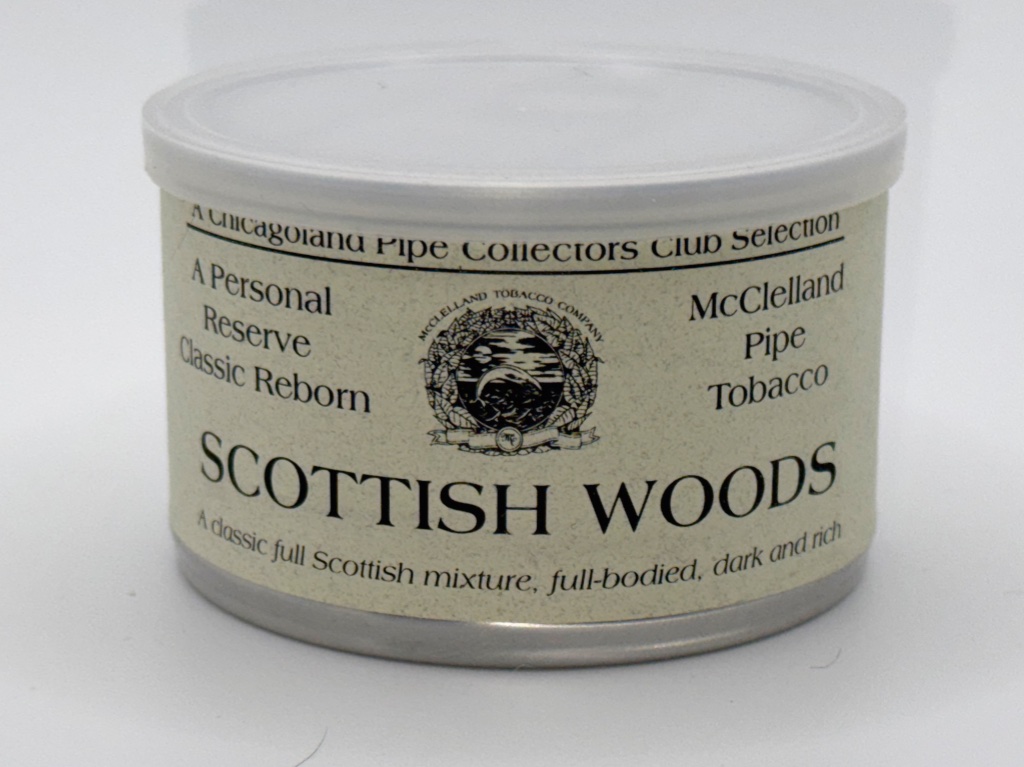 A Chicagoland Pipe Collectors Club Selection
A Personal
Reserve
Classic Reborn
McCLELLAND TOBACCO COMPANY
McClelland
Pipe
Tobacco
SCOTTISH WOODS
A classic full Scottish mixture, full-bodied, dark and rich